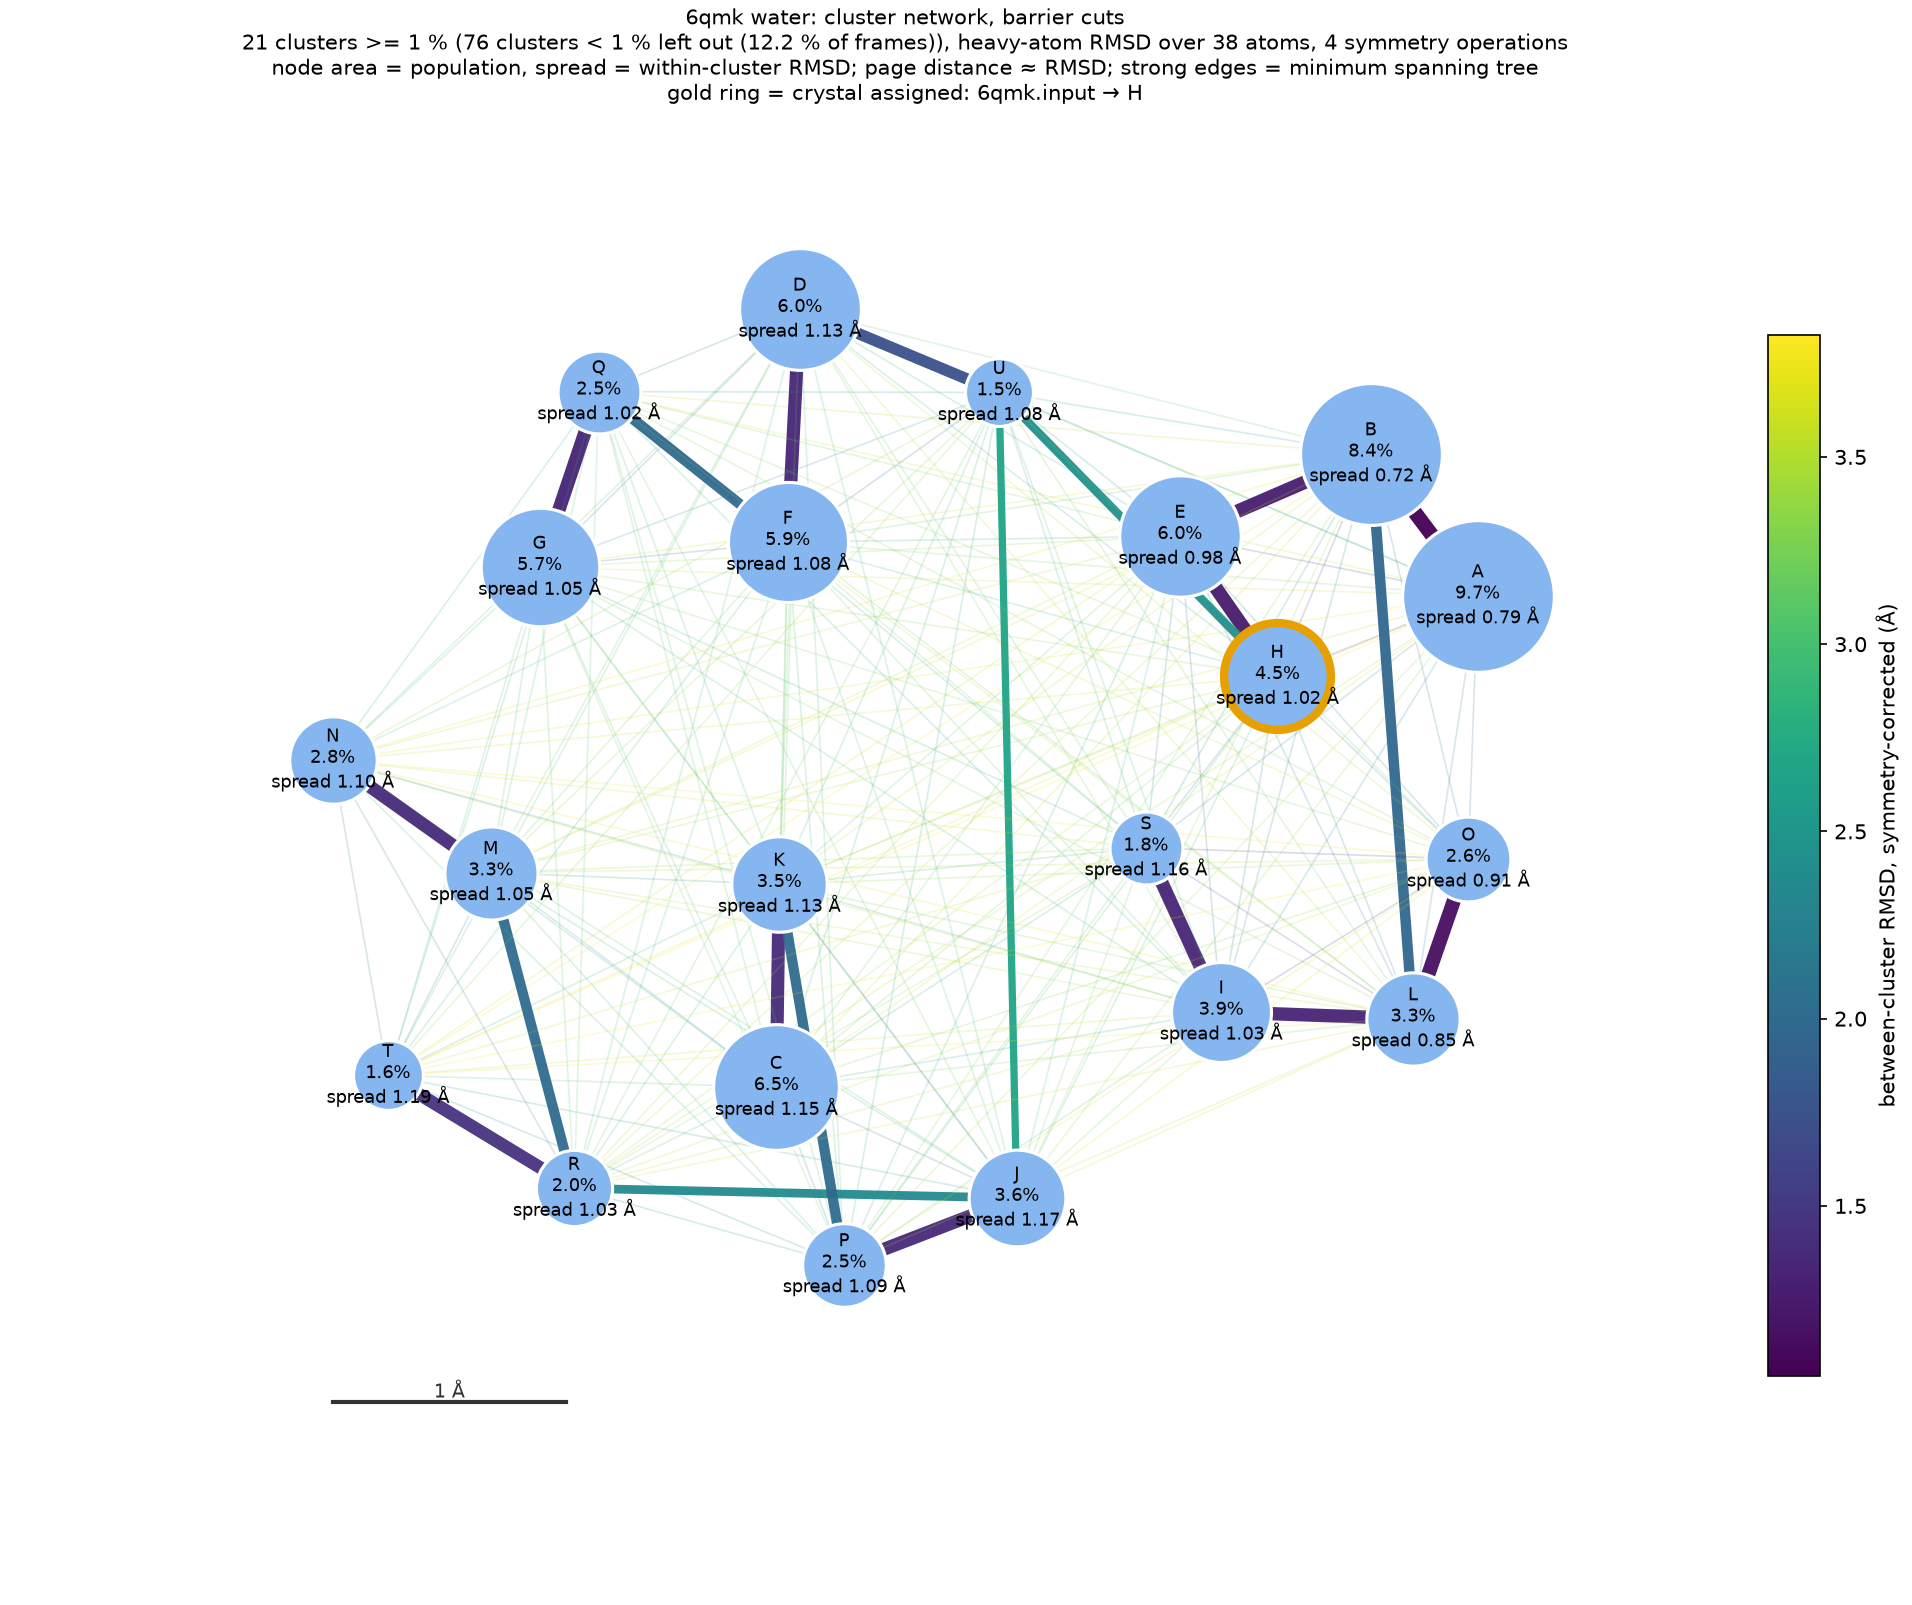 6qmk water: cluster network, barrier cuts
21 clusters >= 1 % (76 clusters < 1 % left out (12.2 % of frames)), heavy-atom RMSD over 38 atoms, 4 symmetry operations
node area = population, spread = within-cluster RMSD; page distance ≈ RMSD; strong edges = minimum spanning tree
gold ring = crystal assigned: 6qmk.input → H
D
6.0%
spread 1.13 Å
Q
2.5%
spread 1.02 Å
U
1.5%
spread 1.08 Å
B
8.4%
spread 0.72 Å
E
6.0%
spread 0.98 Å
F
5.9%
spread 1.08 Å
G
5.7%
spread 1.05 Å
A
9.7%
spread 0.79 Å
H
4.5%
spread 1.02 Å
N
2.8%
spread 1.10 Å
M
3.3%
spread 1.05 Å
K
3.5%
spread 1.13 Å
S
1.8%
spread 1.16 Å
O
2.6%
spread 0.91 Å
I
3.9%
spread 1.03 Å
L
3.3%
spread 0.85 Å
T
1.6%
spread 1.19 Å
C
6.5%
spread 1.15 Å
R
2.0%
spread 1.03 Å
J
3.6%
spread 1.17 Å
P
2.5%
spread 1.09 Å
1 Å
3.5
3.0
2.5
2.0
1.5
between-cluster RMSD, symmetry-corrected (Å)